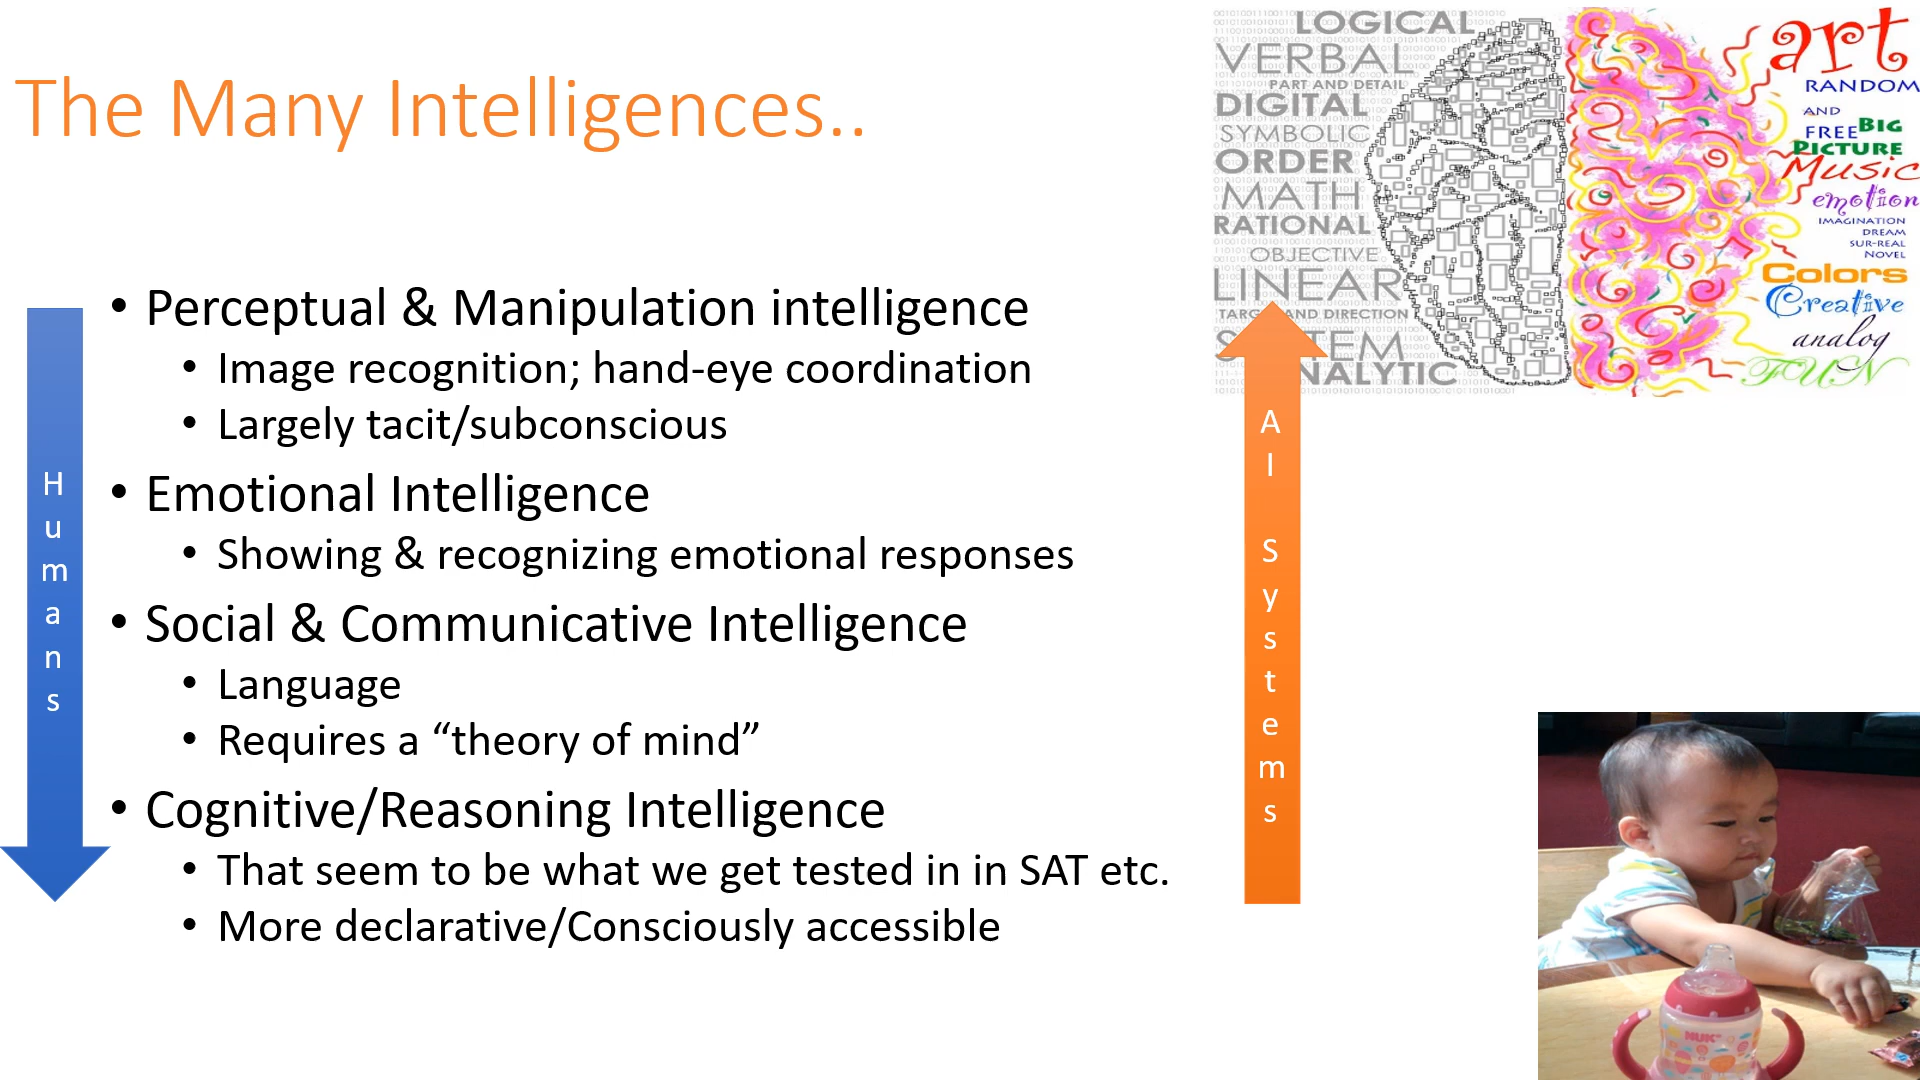 The Many Intelligences..
LOGICAL
VERBAL
PART AND DETAIL
DIGITAL
SYMBOLIC
ORDER
MATH
RATIONAL
OBJECTIVE
LINEAR
AND DIRECTION
art
RANDOM
AND
FREE
BIG
PICTURE
Music
emotion
IMAGINATION
DREAM
SUR-REAL
NOVEL
Colors
Creative
analog
FUN
Humans
• Perceptual & Manipulation intelligence
• Image recognition; hand-eye coordination
• Largely tacit/subconscious
• Emotional Intelligence
• Showing & recognizing emotional responses
• Social & Communicative Intelligence
• Language
• Requires a “theory of mind”
• Cognitive/Reasoning Intelligence
• That seem to be what we get tested in in SAT etc.
• More declarative/Consciously accessible
AI Systems
NUK